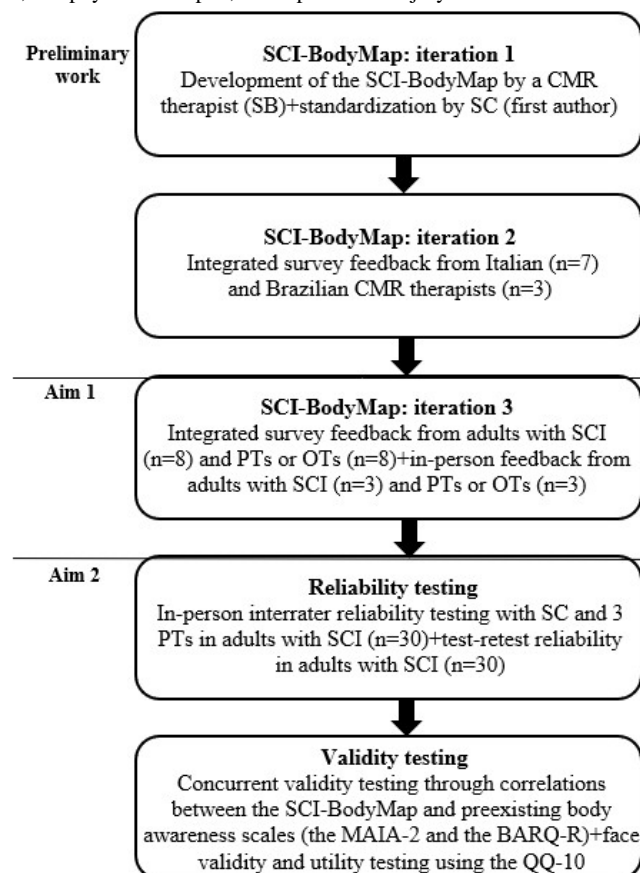 Preliminary
work
SCI-BodyMap: iteration 1
Development of the SCI-BodyMap by a CMR
therapist (SB)+standardization by SC (first author)
SCI-BodyMap: iteration 2
Integrated survey feedback from Italian (n=7)
and Brazilian CMR therapists (n=3)
Aim 1
SCI-BodyMap: iteration 3
Integrated survey feedback from adults with SCI
(n=8) and PTs or OTs (n=8)+in-person feedback from
adults with SCI (n=3) and PTs or OTs (n=3)
Aim 2
Reliability testing
In-person interrater reliability testing with SC and 3
PTs in adults with SCI (n=30)+test-retest reliability
in adults with SCI (n=30)
Validity testing
Concurrent validity testing through correlations
between the SCI-BodyMap and preexisting body
awareness scales (the MAIA-2 and the BARQ-R)+face
validity and utility testing using the QQ-10